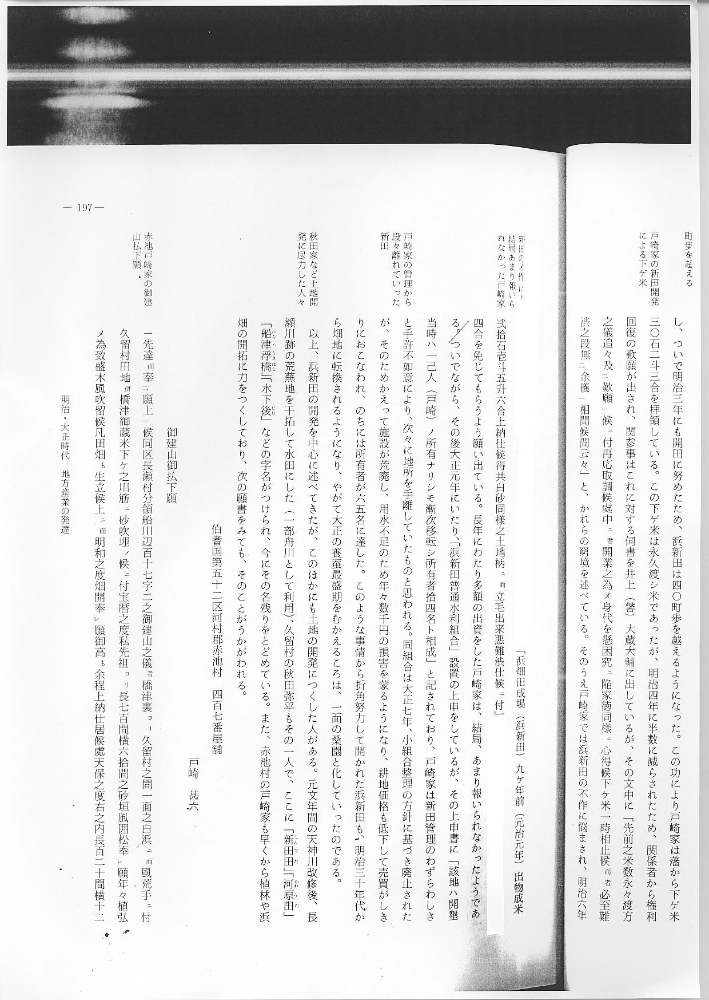 町歩を超える
戸崎家の新田開発
による下ゲ米
し、ついで明治三年にも開田に努めたため、浜新田は四〇町歩を越えるようになった。この功により戸崎家は藩から下ゲ米
三〇石二斗三合を拝領している。この下ゲ米は永久渡シ米であったが、明治四年に半数に減らされたため、関係者から権利
回復の歎願が出され、関参事はこれに対する伺書を井上（馨）大蔵大輔に出しているが、その文中に「先前之米数永々渡方
之儀追々及ニ歎願一候ニ付再応取調候處中ニ者開業之為メ身代を懸困究ニ陥家徳同様ニ心得候下ケ米一時相止候而者必至難
渋之段無ニ余儀一相聞候間云々」と、かれらの窮境を述べている。そのうえ戸崎家では浜新田の不作に悩まされ、明治六年
新田の不作に
結局あまり報いら
れなかった戸崎家
「浜畑田成場（浜新田）九ケ年前（元治元年）出物成米
弐拾石壱斗五升六合上納仕候得共白砂同様之土地柄ニ而立毛出来悪難渋仕候ニ付」
四合を免じてもらうよう願い出ている。長年にわたり多額の出資をした戸崎家は、結局、あまり報いられなかったようであ
る。ついでながら、その後大正元年にいたり、「浜新田普通水利組合」設置の上申をしているが、その上申書に「該地ハ開墾
当時ハ一己人（戸崎）ノ所有ナリシモ漸次移転シ所有者拾四名ト相成」と記されており、戸崎家は新田管理のわずらわしさ
戸崎家の管理から
段々離れていった
新田
と手許不如意により、次々に地所を手離していたものと思われる。同組合は大正七年、小組合整理の方針に基づき廃止された
が、そのためかえって施設が荒廃し、用水不足のため年々数千円の損害を蒙るようになり、耕地価格も低下して売買がしき
りにおこなわれ、のちには所有者が六五名に達した。このような事情から折角努力して開かれた浜新田も、明治三十年代か
ら畑地に転換されるようになり、やがて大正の養蚕最盛期をむかえるころは、一面の桑園と化していったのである。
秋田家など土地開
発に尽力した人々
以上、浜新田の開発を中心に述べてきたが、このほかにも土地の開発につくした人がある。元文年間の天神川改修後、長
瀬川跡の荒蕪地を干拓して水田にした（一部舟川として利用）、久留村の秋田弥平もその一人で、ここに「新田田」「河原田」
「船津浮橋」「水下後」などの字名がつけられ、今にその名残りをとどめている。また、赤池村の戸崎家も早くから植林や浜
畑の開拓に力をつくしており、次の願書をみても、そのことがうかがわれる。
伯耆国第五十二区河村郡赤池村　四百七番屋舗
戸崎　甚六
御建山御払下願
赤池戸崎家の御建
山払下願
一先達而奉ニ願上一候同区長瀬村分領船川辺百十七字二之御建山之儀者橋津裏ヨリ久留村之間一面之白浜ニ而風荒手ニ付
久留村田地併橋津御蔵米下ケ之川筋ニ砂吹埋メ候ニ付宝暦之度私先祖ヨリ長七百間横六拾間之砂垣風囲松奉レ願年々植弘
メ為致盛木風吹留候凡田畑も生立候上ニ而明和之度畑開奉レ願御高も余程上納仕居候處天保之度右之内長百二十間横十二
明治・大正時代　地方産業の発達
— 197 —